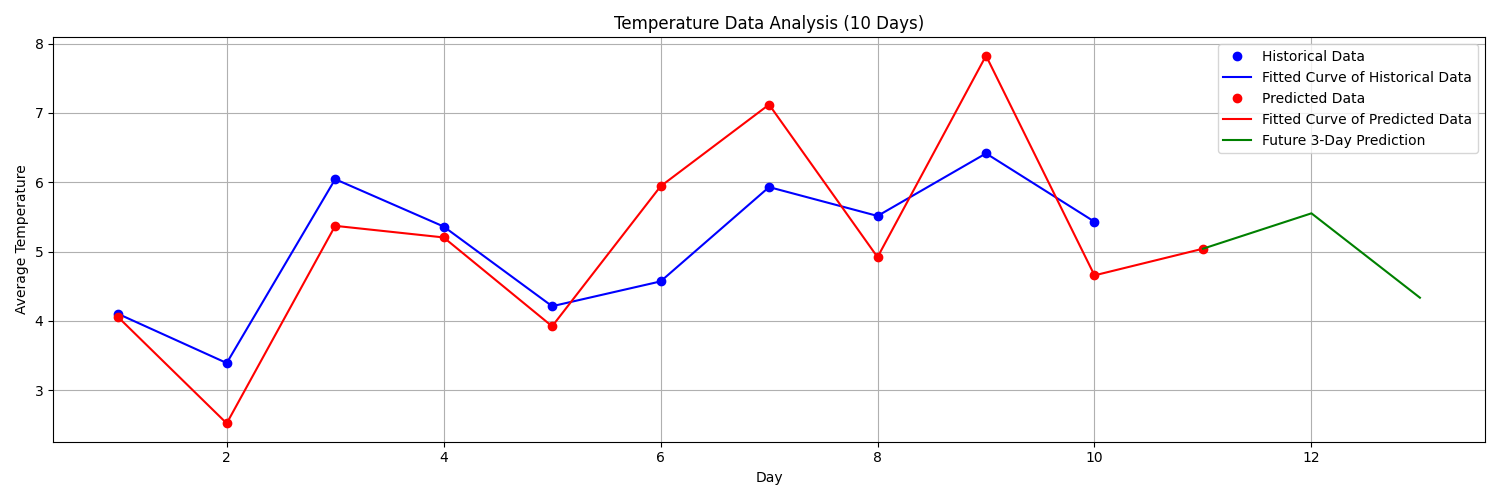 Temperature Data Analysis (10 Days)
Average Temperature
8
7
6
5
4
3
Historical Data
Fitted Curve of Historical Data
Predicted Data
Fitted Curve of Predicted Data
Future 3-Day Prediction
2 4 6 8 10 12
Day